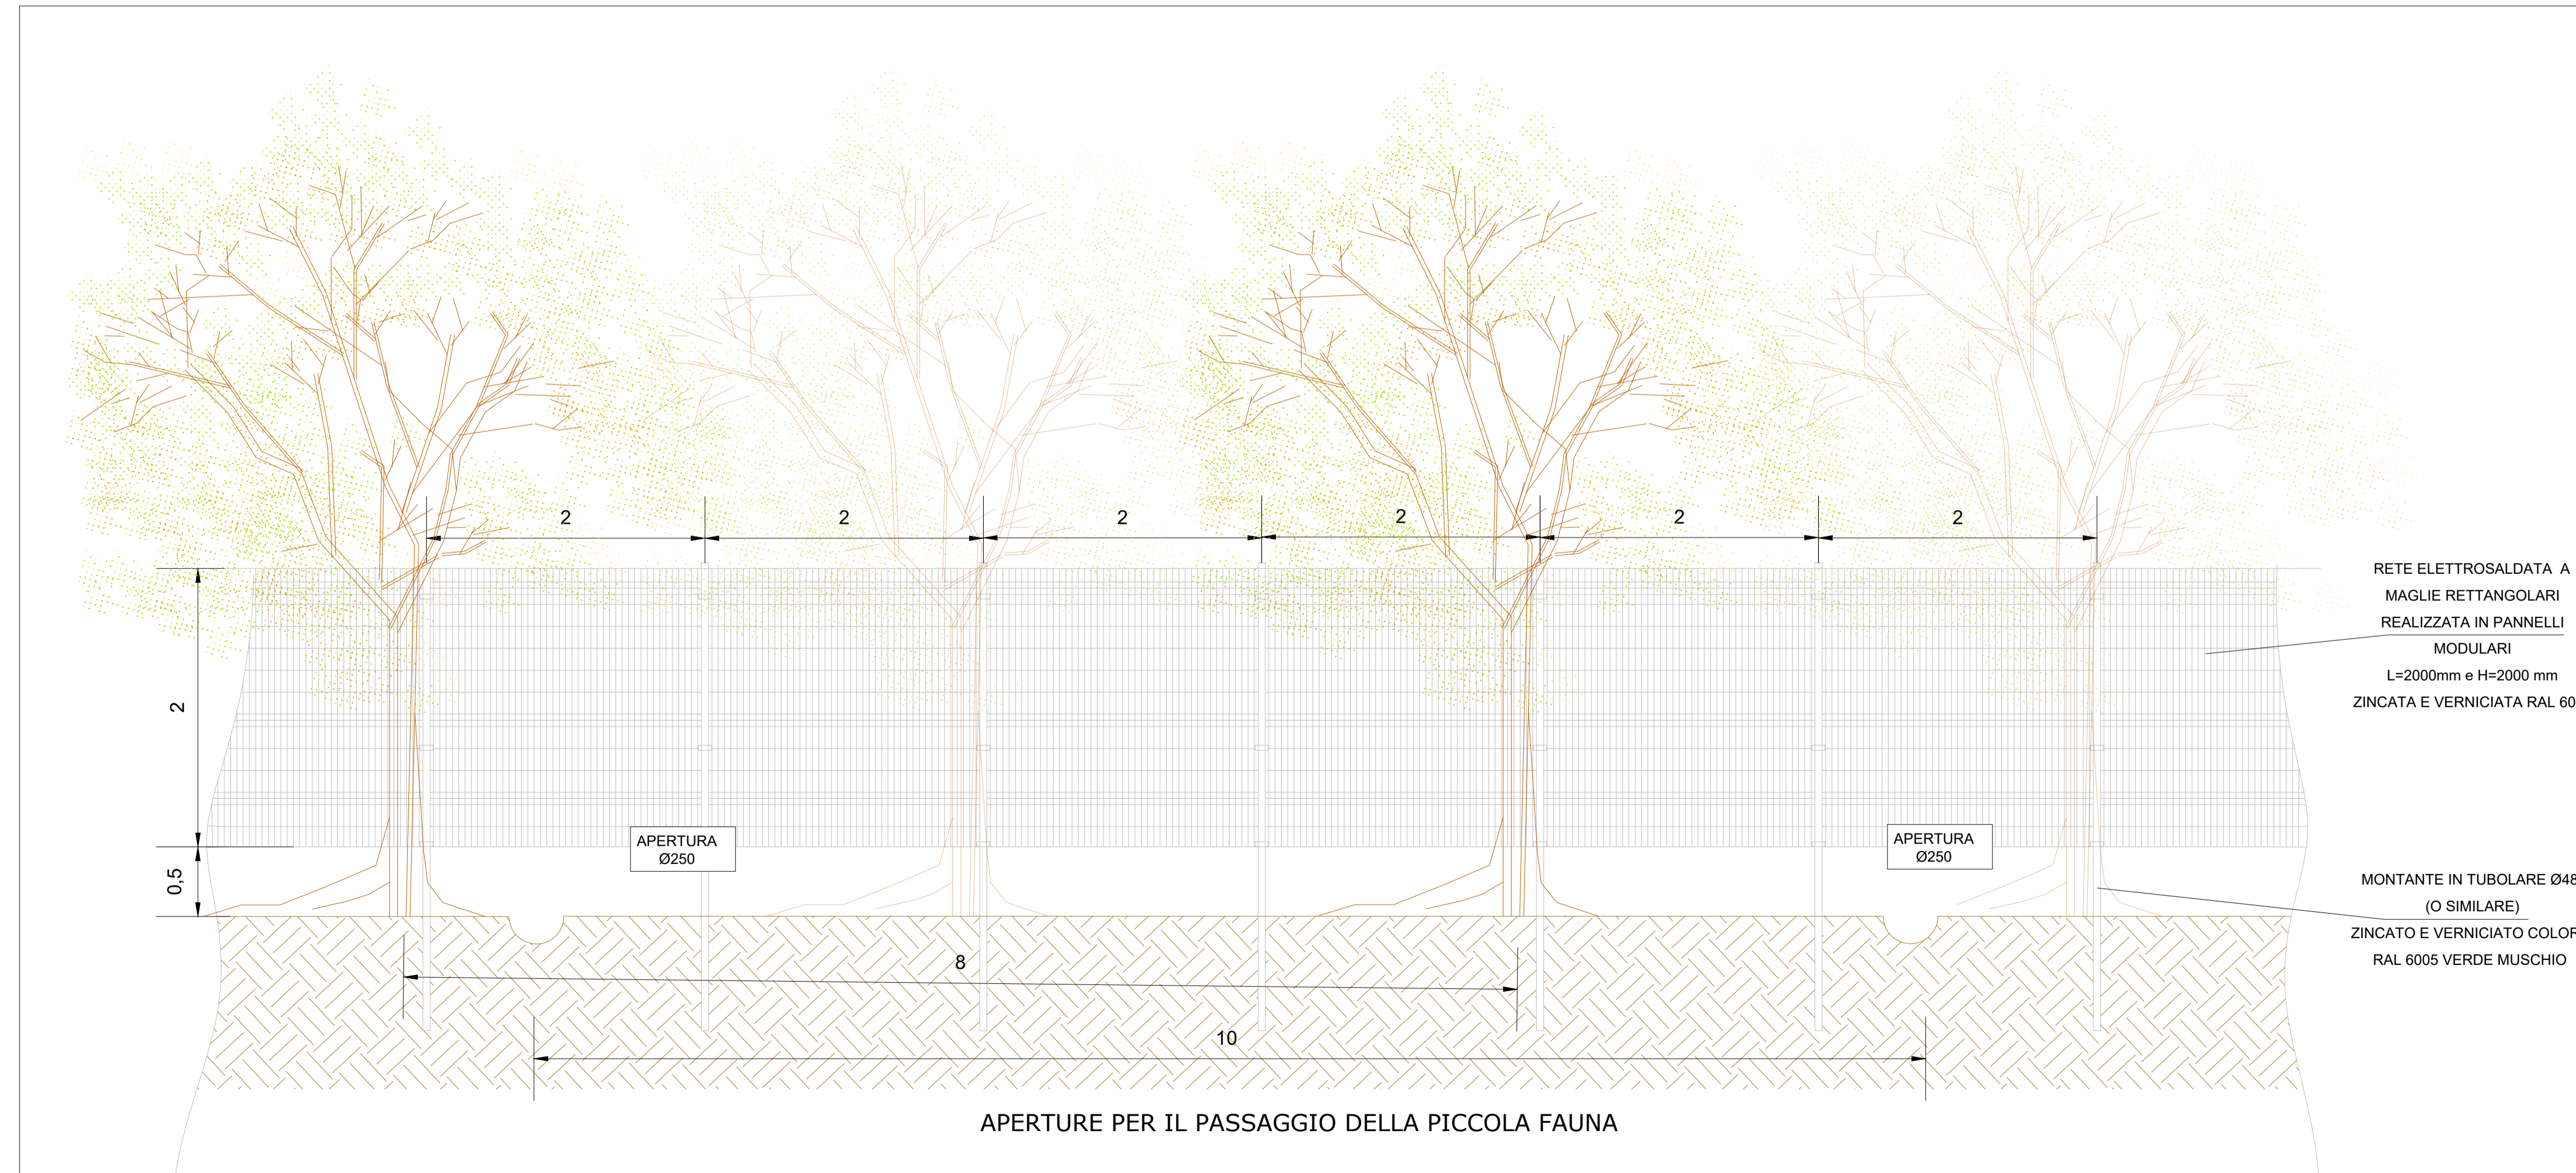 2 2 2 2 2 2
RETE ELETTROSALDATA A
MAGLIE RETTANGOLARI
REALIZZATA IN PANNELLI
MODULARI
L=2000mm e H=2000 mm
ZINCATA E VERNICIATA RAL 60
2
APERTURA
Ø250
APERTURA
Ø250
0,5
MONTANTE IN TUBOLARE Ø48
(O SIMILARE)
ZINCATO E VERNICIATO COLOR
RAL 6005 VERDE MUSCHIO
8
10
APERTURE PER IL PASSAGGIO DELLA PICCOLA FAUNA